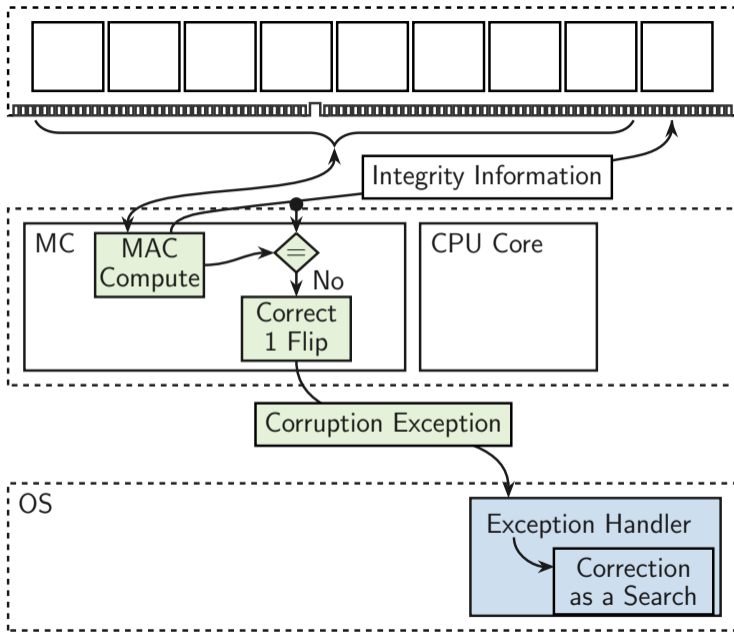 Integrity Information
MC
MAC
Compute
=
No
Correct
1 Flip
CPU Core
Corruption Exception
OS
Exception Handler
Correction
as a Search